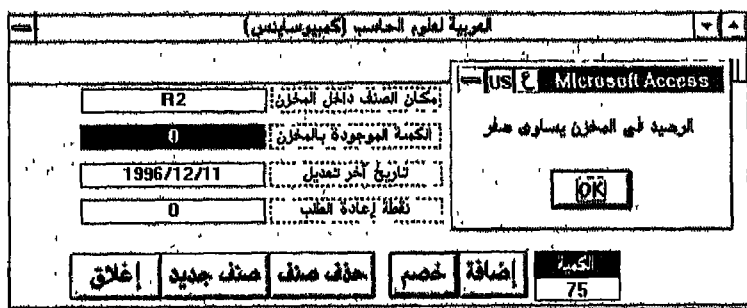 العربية لعلوم الحاسب (كمبيوساينس)
مكان الصنف داخل المخزن: R2
الكمية الموجودة بالمخزن: 0
تاريخ آخر تعديل 1996/12/11
نقطة إعادة الطلب 0
Microsoft Access ع US
الرصيد فى المخزن يساوى صفر
OK
الكمية
75
إضافة خصم حذف صنف صنف جديد إغلاق